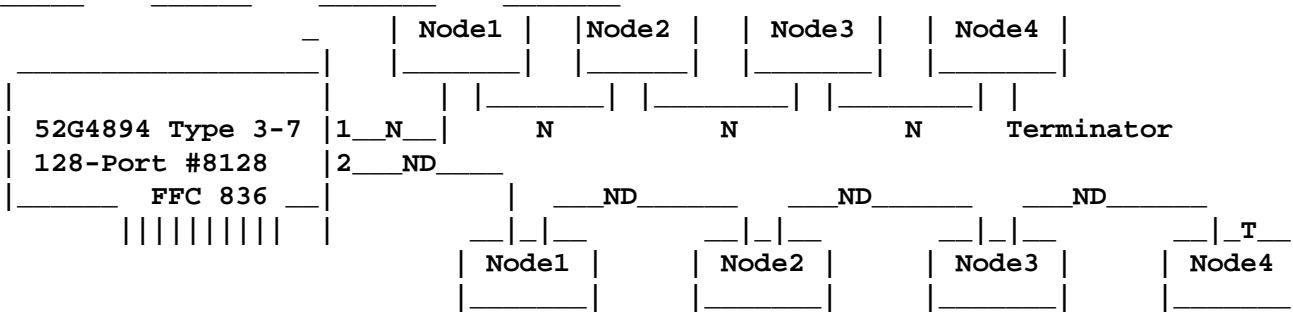 Node1 Node2 Node3 Node4
52G4894 Type 3-7 1 N N N N Terminator
128-Port #8128 2 ND
FFC 836 ND ND ND
T
Node1 Node2 Node3 Node4